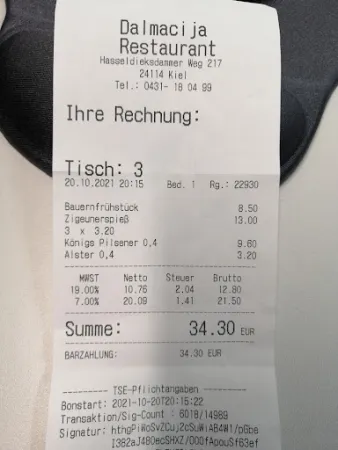 Dalmacija
Restaurant
Hasseldieksdammer Weg 217
24114 Kiel
Tel.: 0431- 18 04 99
Ihre Rechnung:
Tisch: 3
20.10.2021 20:15 Bed. 1 Rg.: 22930
Bauernfrühstück 8.50
Zigeunerspieß 13.00
3 x 3.20
Königs Pilsener 0,4 9.60
Alster 0,4 3.20
MWST Netto Steuer Brutto
19.00% 10.76 2.04 12.80
7.00% 20.09 1.41 21.50
Summe: 34.30 EUR
BARZAHLUNG: 34.30 EUR
----- TSE-Pflichtangaben -----
Bonstart: 2021-10-20T20:15:22
Transaktion/Sig-Count : 6018/14989
Signatur: